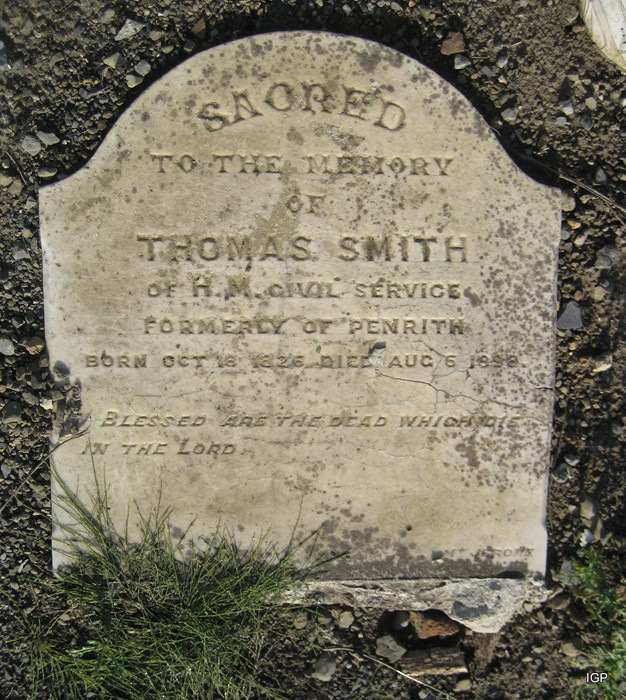 SACRED
TO THE MEMORY
OF
THOMAS SMITH
OF H.M. CIVIL SERVICE
FORMERLY OF PENRITH
BORN OCT 18 1826 DIED AUG 6
BLESSED ARE THE DEAD WHICH DIE
IN THE LORD
IGP